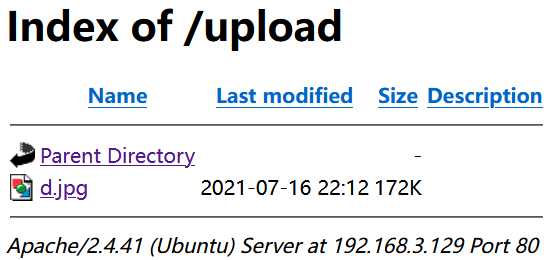 Index of /upload
Name Last modified Size Description
Parent Directory -
d.jpg 2021-07-16 22:12 172K
Apache/2.4.41 (Ubuntu) Server at 192.168.3.129 Port 80